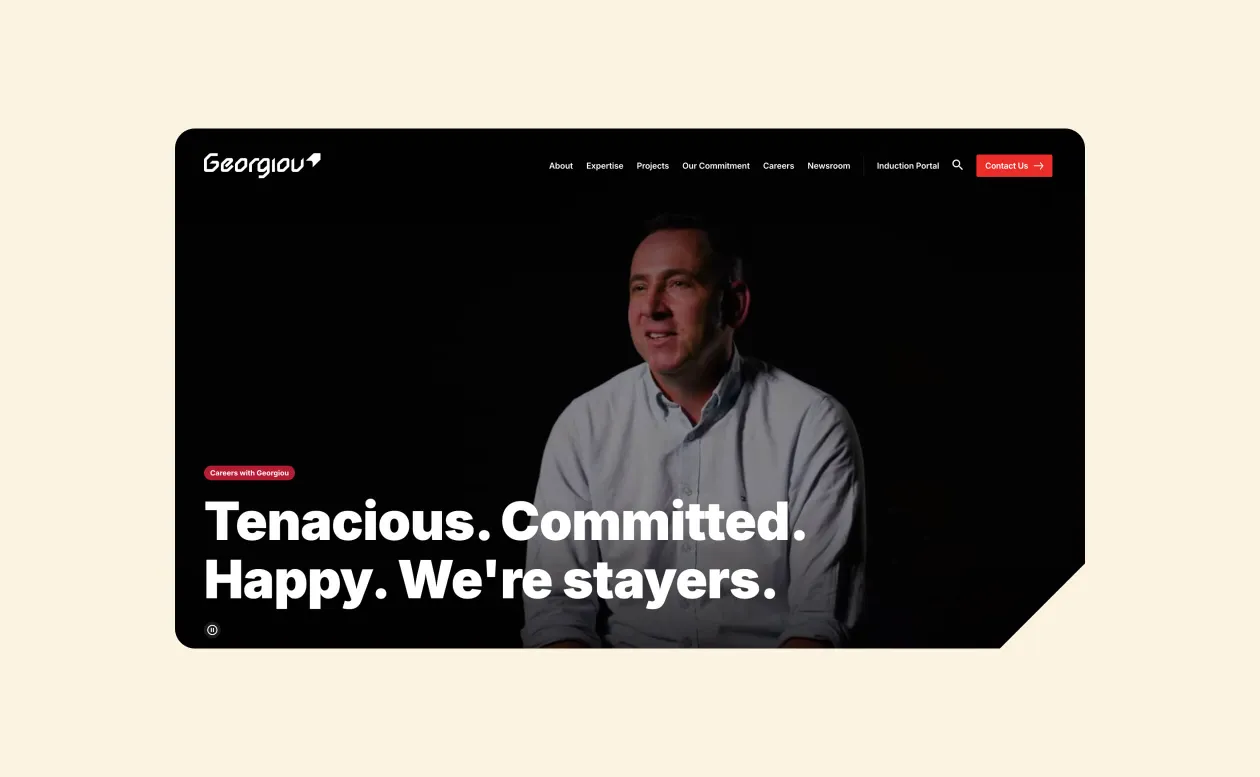 Georgiou
About Expertise Projects Our Commitment Careers Newsroom Induction Portal Contact Us
Careers with Georgiou
Tenacious. Committed.
Happy. We're stayers.